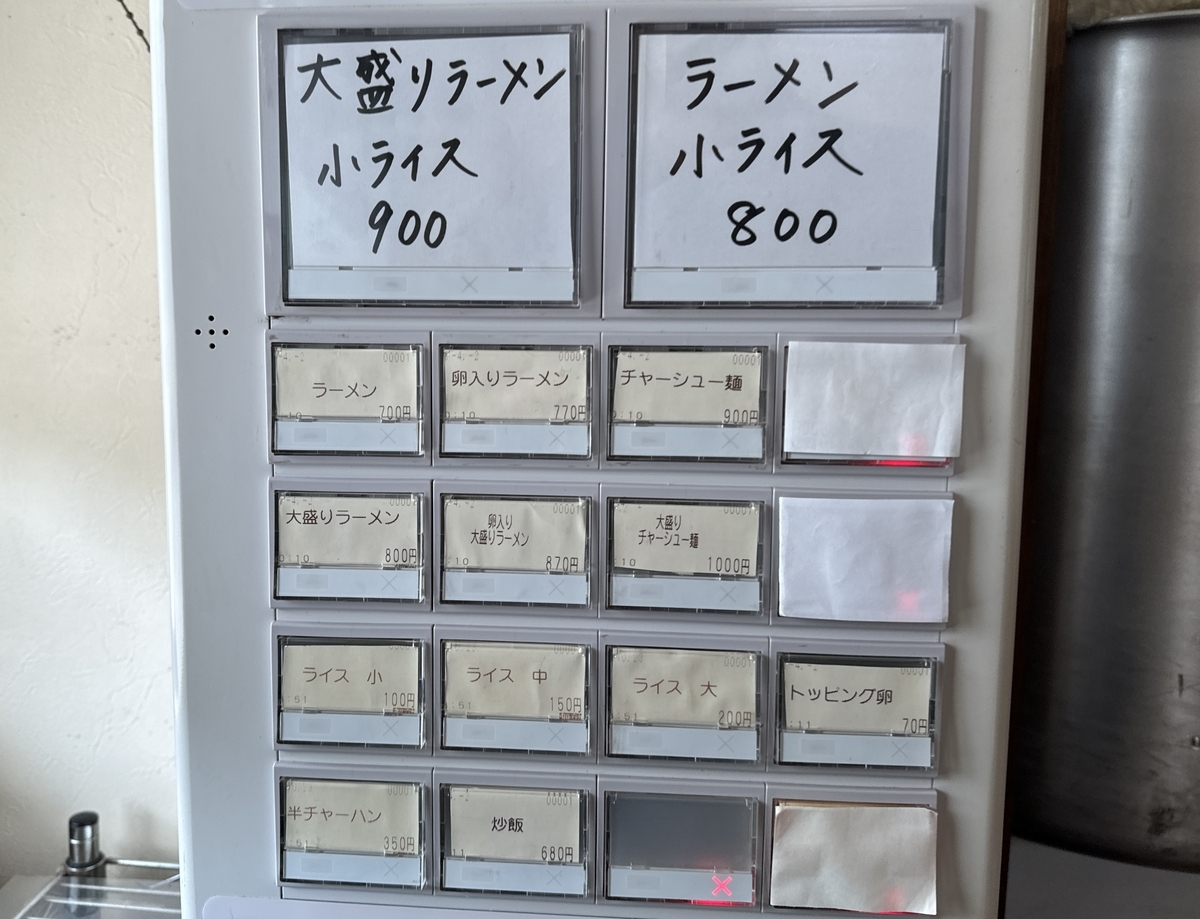 大盛りラーメン
小ライス
900
ラーメン
小ライス
800
00001
ラーメン
700円
00001
卵入りラーメン
770円
00001
チャーシュー麺
900円
大盛りラーメン
800円
卵入り
大盛りラーメン
870円
大盛り
チャーシュー麺
1000円
ライス 小
100円
ライス 中
150円
ライス 大
200円
トッピング卵
70円
半チャーハン
350円
炒飯
680円